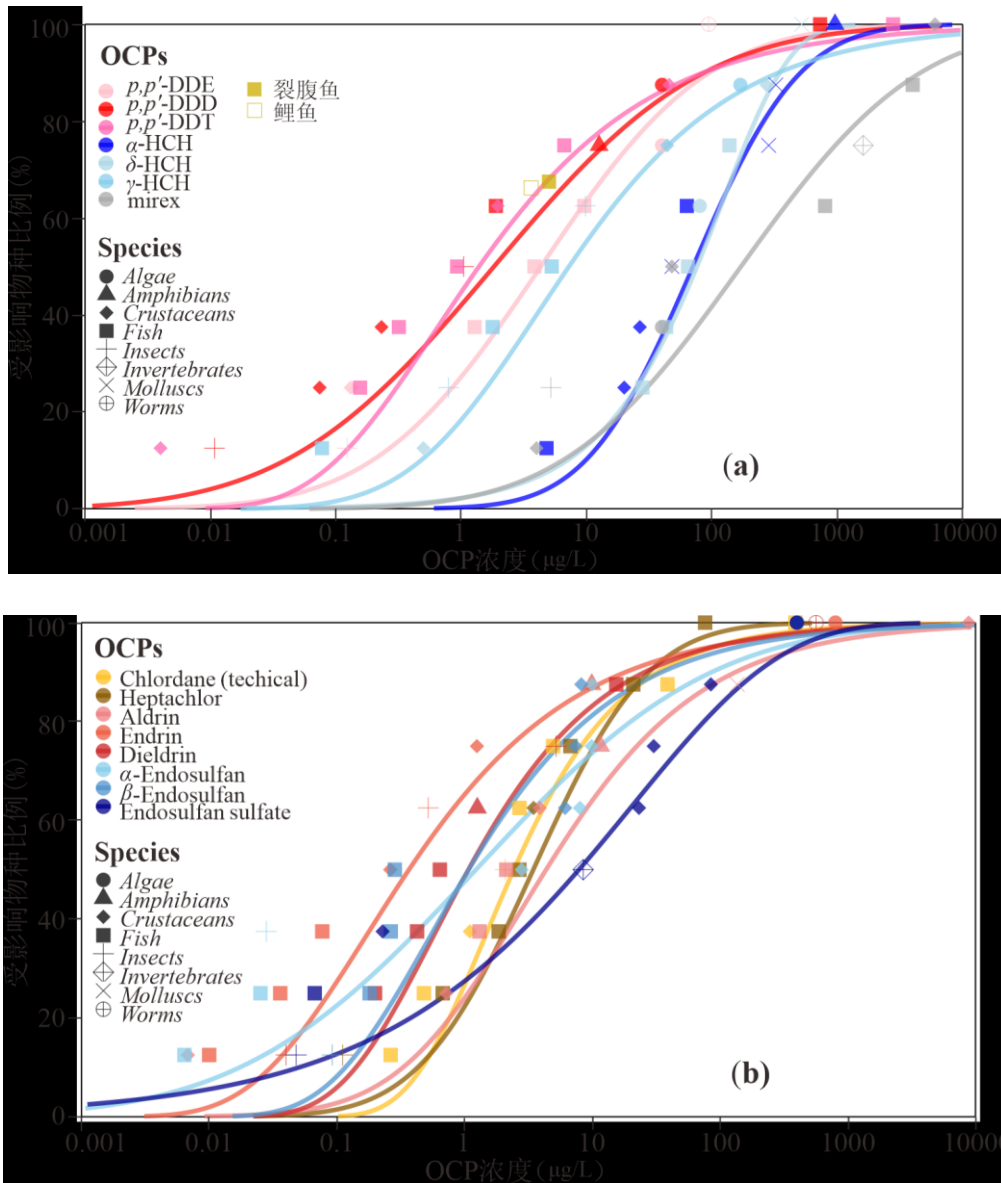 100
80
60
40
20
0
受影响物种比例(%)
OCPs
p,p′-DDE
p,p′-DDD
p,p′-DDT
α-HCH
δ-HCH
γ-HCH
mirex
裂腹鱼
鲤鱼
Species
Algae
Amphibians
Crustaceans
Fish
Insects
Invertebrates
Molluscs
Worms
(a)
0.001 0.01 0.1 1 10 100 1000 10000
OCP浓度(μg/L)
100
80
60
40
20
0
受影响物种比例(%)
OCPs
Chlordane (techical)
Heptachlor
Aldrin
Endrin
Dieldrin
α-Endosulfan
β-Endosulfan
Endosulfan sulfate
Species
Algae
Amphibians
Crustaceans
Fish
Insects
Invertebrates
Molluscs
Worms
(b)
0.001 0.01 0.1 1 10 100 1000 10000
OCP浓度(μg/L)